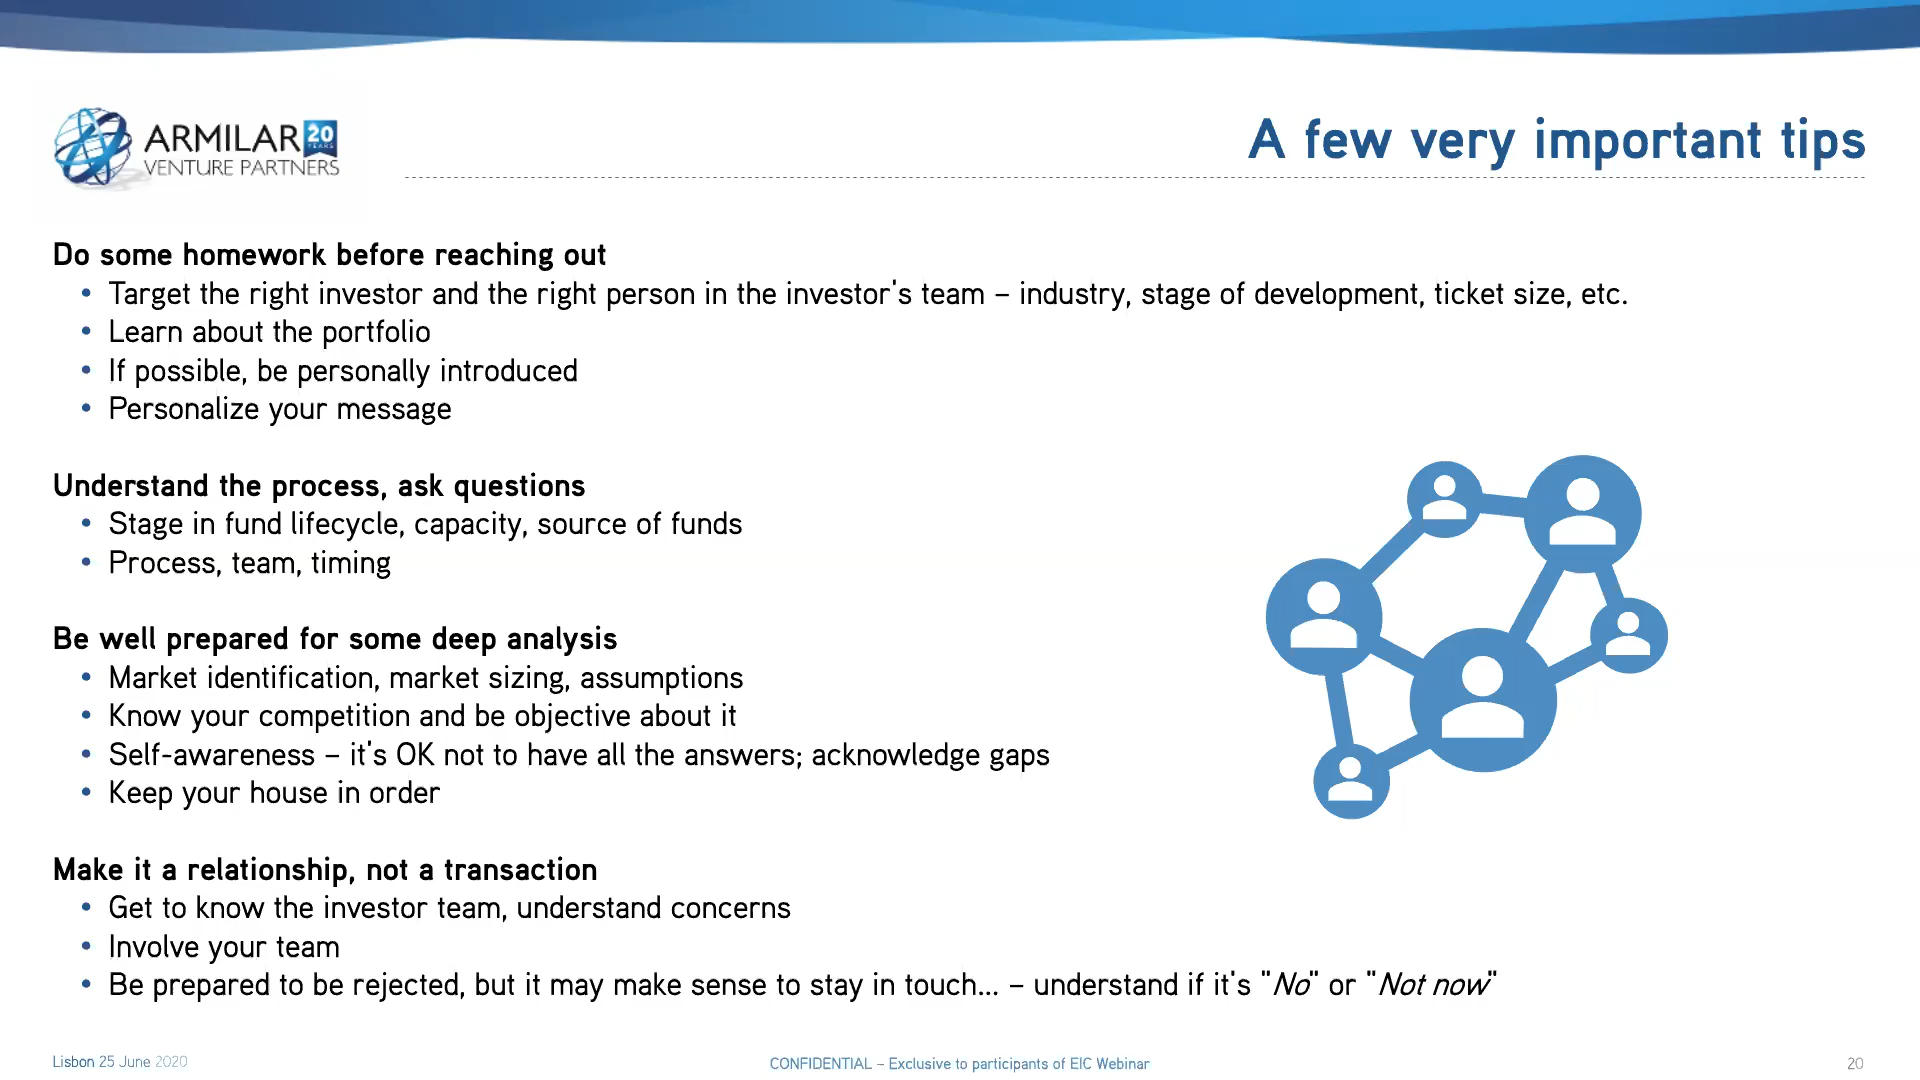 ARMILAR 20 YEARS
VENTURE PARTNERS
A few very important tips
Do some homework before reaching out
• Target the right investor and the right person in the investor's team – industry, stage of development, ticket size, etc.
• Learn about the portfolio
• If possible, be personally introduced
• Personalize your message
Understand the process, ask questions
• Stage in fund lifecycle, capacity, source of funds
• Process, team, timing
Be well prepared for some deep analysis
• Market identification, market sizing, assumptions
• Know your competition and be objective about it
• Self-awareness – it's OK not to have all the answers; acknowledge gaps
• Keep your house in order
Make it a relationship, not a transaction
• Get to know the investor team, understand concerns
• Involve your team
• Be prepared to be rejected, but it may make sense to stay in touch... – understand if it's "No" or "Not now"
Lisbon 25 June 2020
CONFIDENTIAL – Exclusive to participants of EIC Webinar
20